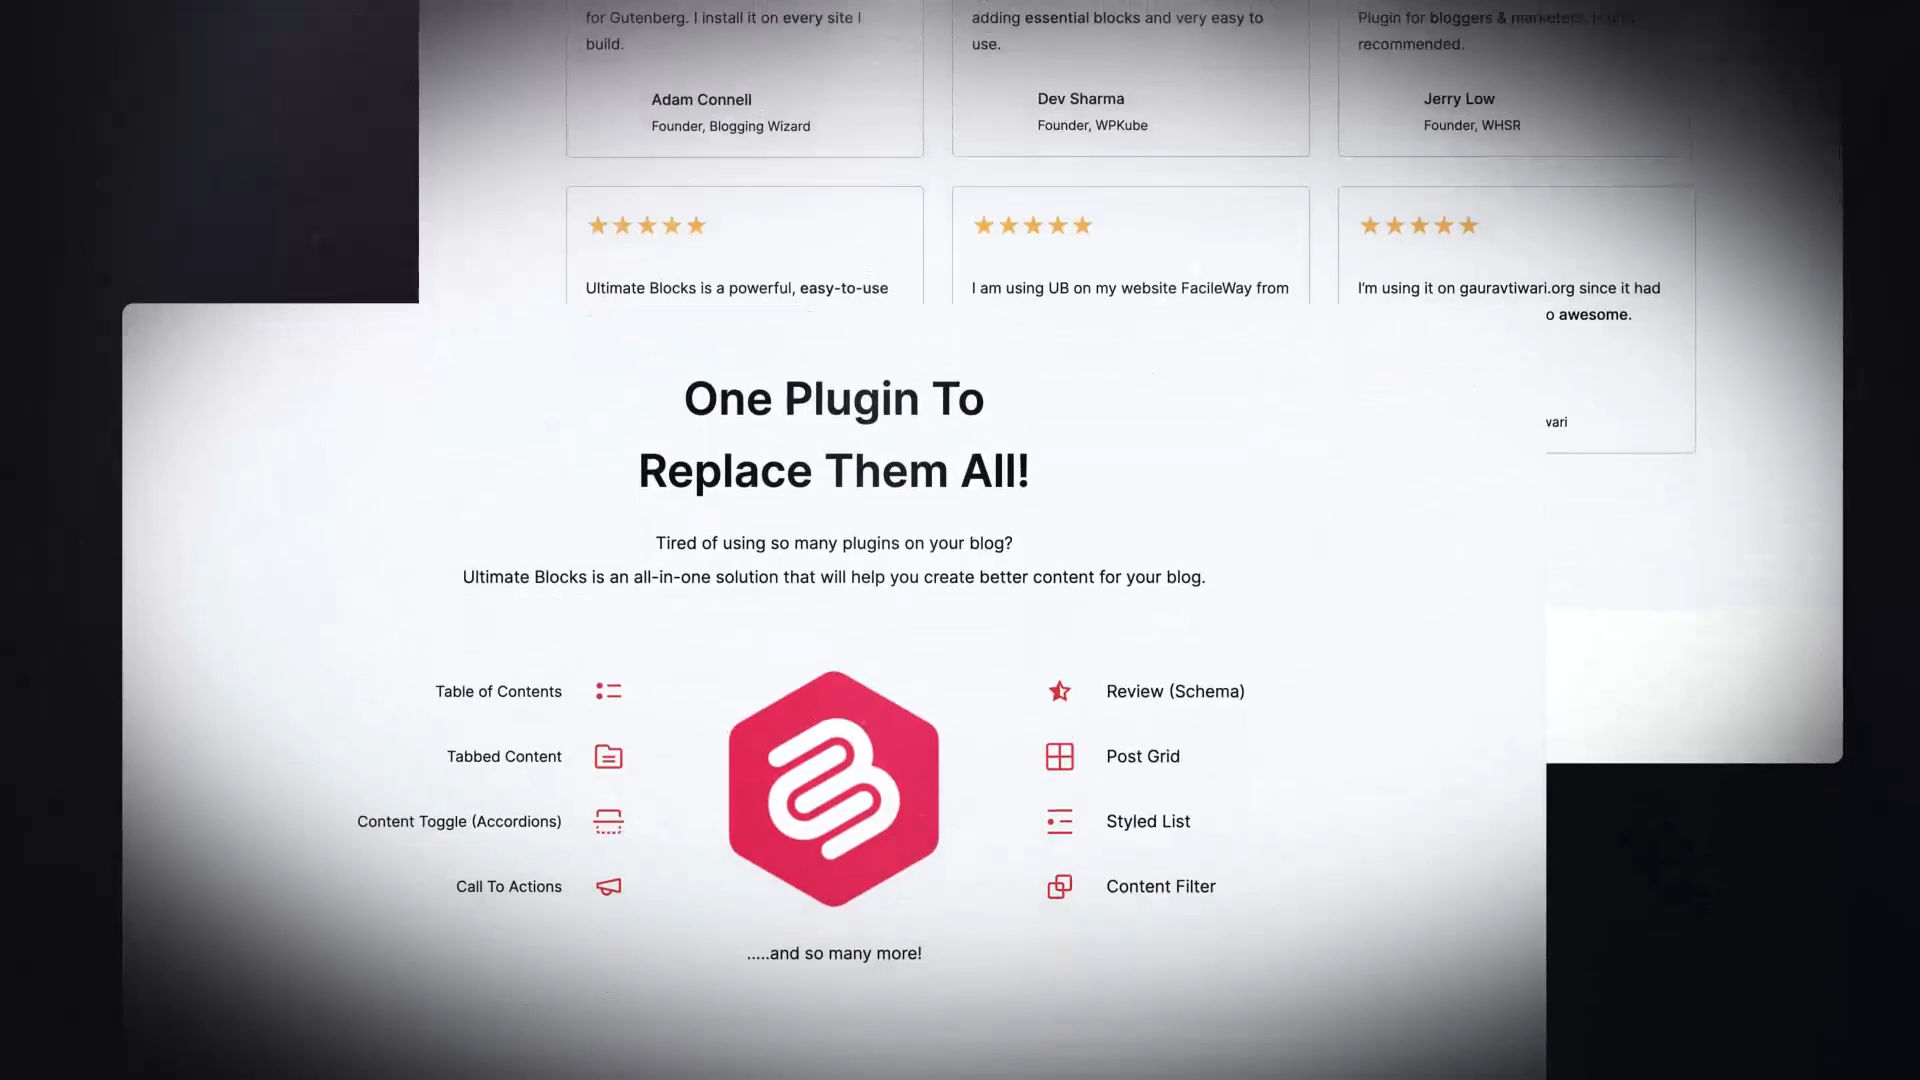 for Gutenberg. I install it on every site I
build.
Adam Connell
Founder, Blogging Wizard
adding essential blocks and very easy to
use.
Dev Sharma
Founder, WPKube
Plugin for bloggers & marketers.
recommended.
Jerry Low
Founder, WHSR
Ultimate Blocks is a powerful, easy-to-use
I am using UB on my website FacileWay from
I'm using it on gauravtiwari.org since it had
o awesome.
wari
One Plugin To
Replace Them All!
Tired of using so many plugins on your blog?
Ultimate Blocks is an all-in-one solution that will help you create better content for your blog.
Table of Contents
Tabbed Content
Content Toggle (Accordions)
Call To Actions
Review (Schema)
Post Grid
Styled List
Content Filter
.....and so many more!